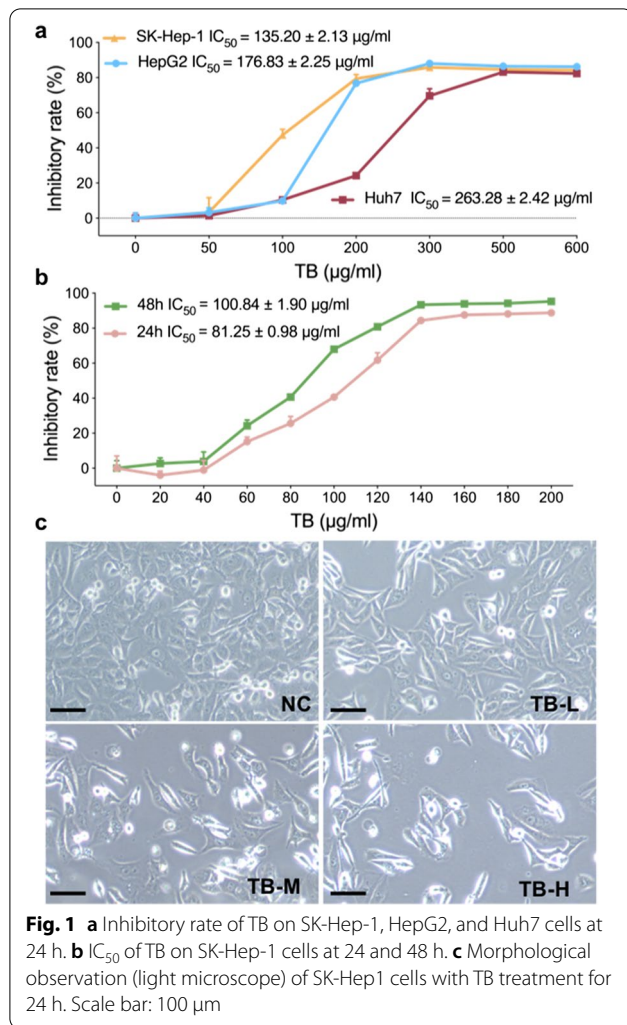 a
SK-Hep-1 IC50 = 135.20 ± 2.13 µg/ml
HepG2 IC50 = 176.83 ± 2.25 µg/ml
Inhibitory rate (%)
100
80
60
40
20
0
Huh7 IC50 = 263.28 ± 2.42 µg/ml
0 50 100 200 300 500 600
TB (µg/ml)
b
48h IC50 = 100.84 ± 1.90 µg/ml
24h IC50 = 81.25 ± 0.98 µg/ml
Inhibitory rate (%)
100
80
60
40
20
0
0 20 40 60 80 100 120 140 160 180 200
TB (µg/ml)
c
NC
TB-L
TB-M
TB-H
Fig. 1 a Inhibitory rate of TB on SK-Hep-1, HepG2, and Huh7 cells at
24 h. b IC50 of TB on SK-Hep-1 cells at 24 and 48 h. c Morphological
observation (light microscope) of SK-Hep1 cells with TB treatment for
24 h. Scale bar: 100 µm